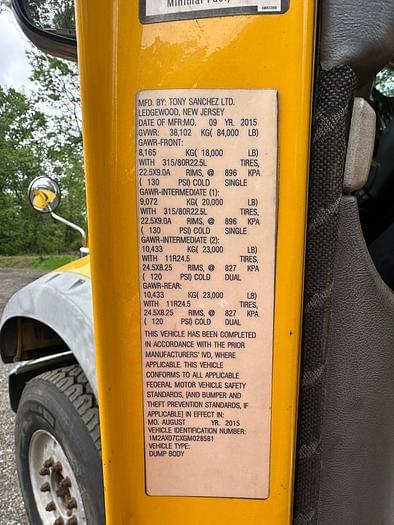 Minimal
MFD. BY: TONY SANCHEZ LTD.
LEDGEWOOD, NEW JERSEY
DATE OF MFR:MO. 09 YR. 2015
GVWR: 38,102 KG( 84,000 LB)
GAWR-FRONT:
8,165 KG( 18,000 LB)
WITH 315/80R22.5L TIRES,
22.5X9.0A RIMS, @ 896 KPA
( 130 PSI) COLD SINGLE
GAWR-INTERMEDIATE (1):
9,072 KG( 20,000 LB)
WITH 315/80R22.5L TIRES,
22.5X9.0A RIMS, @ 896 KPA
( 130 PSI) COLD SINGLE
GAWR-INTERMEDIATE (2):
10,433 KG( 23,000 LB)
WITH 11R24.5 TIRES,
24.5X8.25 RIMS, @ 827 KPA
( 120 PSI) COLD DUAL
GAWR-REAR:
10,433 KG( 23,000 LB)
WITH 11R24.5 TIRES,
24.5X8.25 RIMS, @ 827 KPA
( 120 PSI) COLD DUAL
THIS VEHICLE HAS BEEN COMPLETED
IN ACCORDANCE WITH THE PRIOR
MANUFACTURERS' IVD, WHERE
APPLICABLE. THIS VEHICLE
CONFORMS TO ALL APPLICABLE
FEDERAL MOTOR VEHICLE SAFETY
STANDARDS, [AND BUMPER AND
THEFT PREVENTION STANDARDS, IF
APPLICABLE] IN EFFECT IN:
MO. AUGUST YR. 2015
VEHICLE IDENTIFICATION NUMBER:
1M2AX07CXGM028581
VEHICLE TYPE:
DUMP BODY